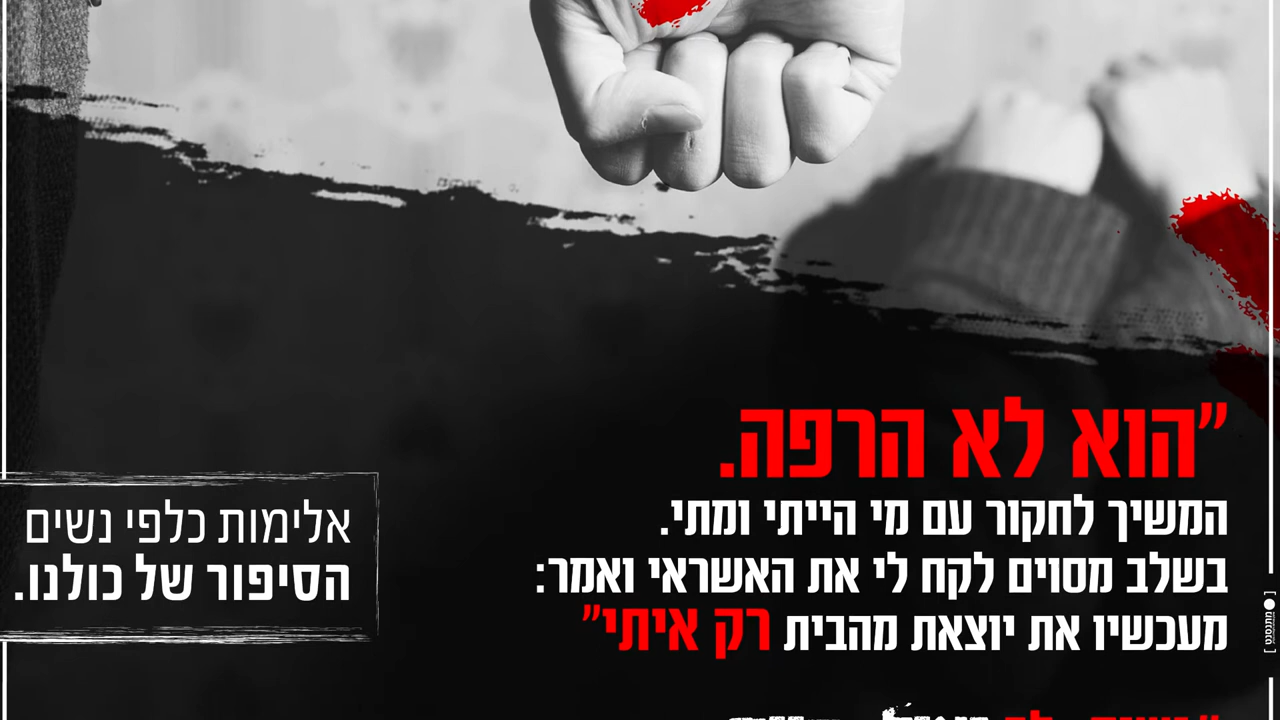 "הוא לא הרפה.
המשיך לחקור עם מי הייתי ומתי.
בשלב מסוים לקח לי את האשראי ואמר:
מעכשיו את יוצאת מהבית רק איתי"
אלימות כלפי נשים
הסיפור של כולנו.